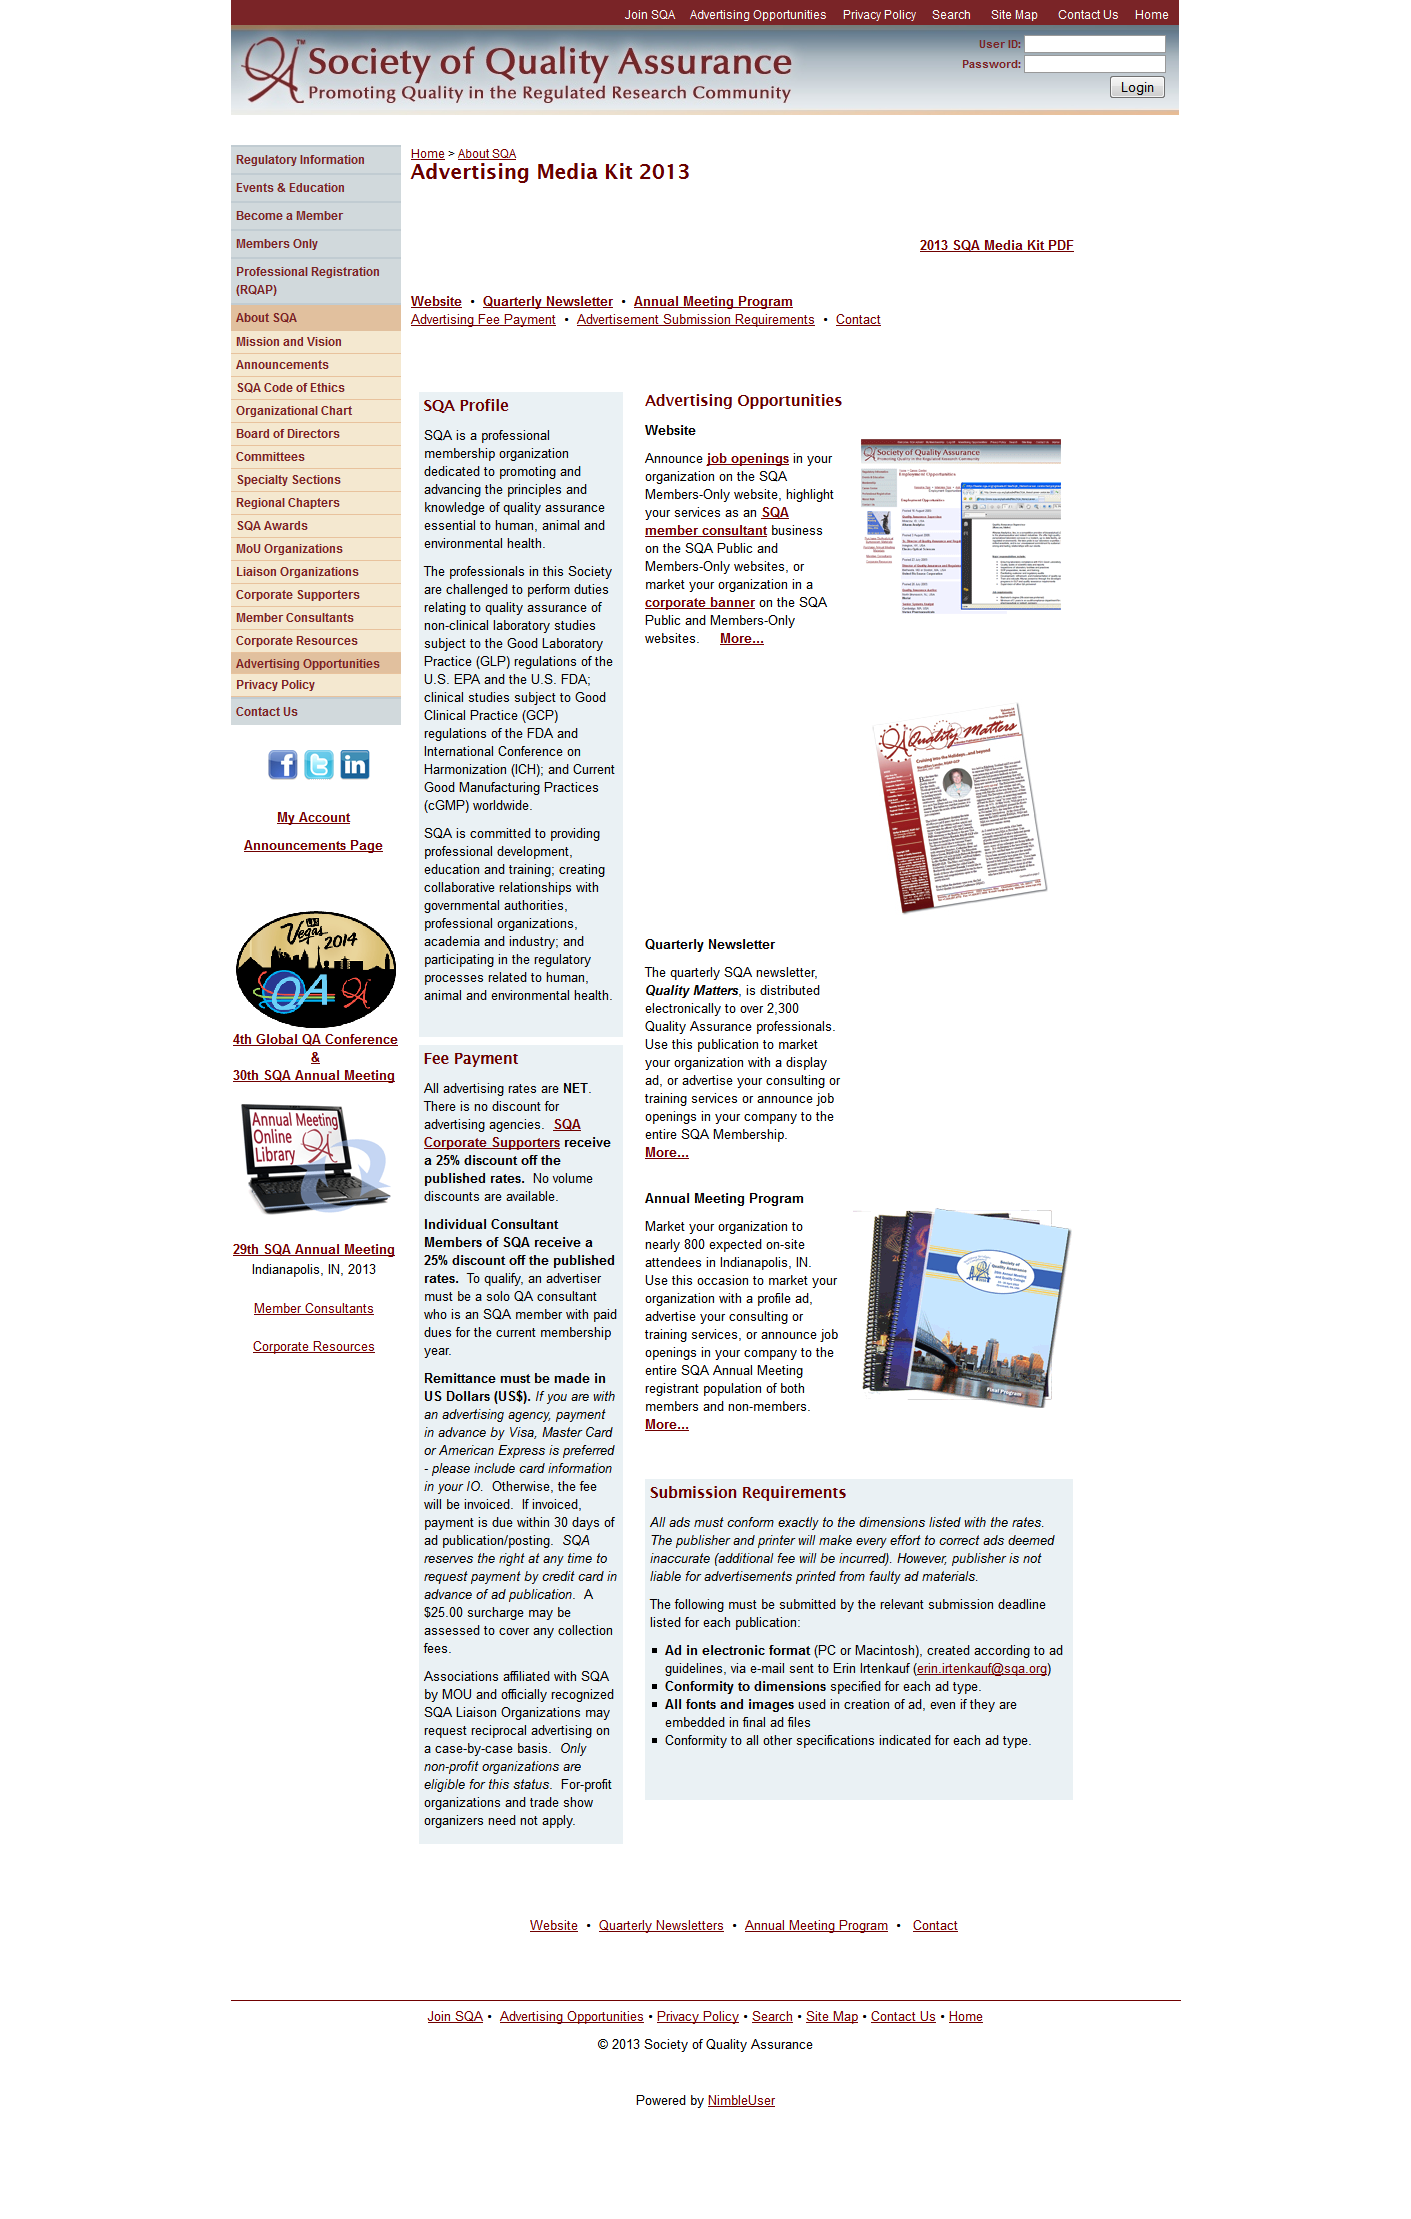 Join SQA Advertising Opportunities Privacy Policy Search Site Map Contact Us Home
QA™ Society of Quality Assurance
Promoting Quality in the Regulated Research Community
User ID:
Password:
Login
Regulatory Information
Events & Education
Become a Member
Members Only
Professional Registration
(RQAP)
About SQA
Mission and Vision
Announcements
SQA Code of Ethics
Organizational Chart
Board of Directors
Committees
Specialty Sections
Regional Chapters
SQA Awards
MoU Organizations
Liaison Organizations
Corporate Supporters
Member Consultants
Corporate Resources
Advertising Opportunities
Privacy Policy
Contact Us
My Account
Announcements Page
Vegas 2014
QA
4th Global QA Conference
&
30th SQA Annual Meeting
Annual Meeting
Online
Library
29th SQA Annual Meeting
Indianapolis, IN, 2013
Member Consultants
Corporate Resources
Home > About SQA
Advertising Media Kit 2013
2013 SQA Media Kit PDF
Website • Quarterly Newsletter • Annual Meeting Program
Advertising Fee Payment • Advertisement Submission Requirements • Contact
SQA Profile
SQA is a professional
membership organization
dedicated to promoting and
advancing the principles and
knowledge of quality assurance
essential to human, animal and
environmental health.
The professionals in this Society
are challenged to perform duties
relating to quality assurance of
non-clinical laboratory studies
subject to the Good Laboratory
Practice (GLP) regulations of the
U.S. EPA and the U.S. FDA;
clinical studies subject to Good
Clinical Practice (GCP)
regulations of the FDA and
International Conference on
Harmonization (ICH); and Current
Good Manufacturing Practices
(cGMP) worldwide.
SQA is committed to providing
professional development,
education and training; creating
collaborative relationships with
governmental authorities,
professional organizations,
academia and industry; and
participating in the regulatory
processes related to human,
animal and environmental health.
Fee Payment
All advertising rates are NET.
There is no discount for
advertising agencies. SQA
Corporate Supporters receive
a 25% discount off the
published rates. No volume
discounts are available.
Individual Consultant
Members of SQA receive a
25% discount off the published
rates. To qualify, an advertiser
must be a solo QA consultant
who is an SQA member with paid
dues for the current membership
year.
Remittance must be made in
US Dollars (US$). If you are with
an advertising agency, payment
in advance by Visa, Master Card
or American Express is preferred
- please include card information
in your IO. Otherwise, the fee
will be invoiced. If invoiced,
payment is due within 30 days of
ad publication/posting. SQA
reserves the right at any time to
request payment by credit card in
advance of ad publication. A
$25.00 surcharge may be
assessed to cover any collection
fees.
Associations affiliated with SQA
by MOU and officially recognized
SQA Liaison Organizations may
request reciprocal advertising on
a case-by-case basis. Only
non-profit organizations are
eligible for this status. For-profit
organizations and trade show
organizers need not apply.
Advertising Opportunities
Website
Announce job openings in your
organization on the SQA
Members-Only website, highlight
your services as an SQA
member consultant business
on the SQA Public and
Members-Only websites, or
market your organization in a
corporate banner on the SQA
Public and Members-Only
websites. More...
Society of Quality Assurance
Employment Opportunities
Quality Matters
Cruising into the Holidays...and beyond
Quarterly Newsletter
The quarterly SQA newsletter,
Quality Matters, is distributed
electronically to over 2,300
Quality Assurance professionals.
Use this publication to market
your organization with a display
ad, or advertise your consulting or
training services or announce job
openings in your company to the
entire SQA Membership.
More...
Annual Meeting Program
Market your organization to
nearly 800 expected on-site
attendees in Indianapolis, IN.
Use this occasion to market your
organization with a profile ad,
advertise your consulting or
training services, or announce job
openings in your company to the
entire SQA Annual Meeting
registrant population of both
members and non-members.
More...
Society of
Quality Assurance
Final Program
Submission Requirements
All ads must conform exactly to the dimensions listed with the rates.
The publisher and printer will make every effort to correct ads deemed
inaccurate (additional fee will be incurred). However, publisher is not
liable for advertisements printed from faulty ad materials.
The following must be submitted by the relevant submission deadline
listed for each publication:
▪ Ad in electronic format (PC or Macintosh), created according to ad
guidelines, via e-mail sent to Erin Irtenkauf (erin.irtenkauf@sqa.org)
▪ Conformity to dimensions specified for each ad type.
▪ All fonts and images used in creation of ad, even if they are
embedded in final ad files
▪ Conformity to all other specifications indicated for each ad type.
Website • Quarterly Newsletters • Annual Meeting Program • Contact
Join SQA • Advertising Opportunities • Privacy Policy • Search • Site Map • Contact Us • Home
© 2013 Society of Quality Assurance
Powered by NimbleUser